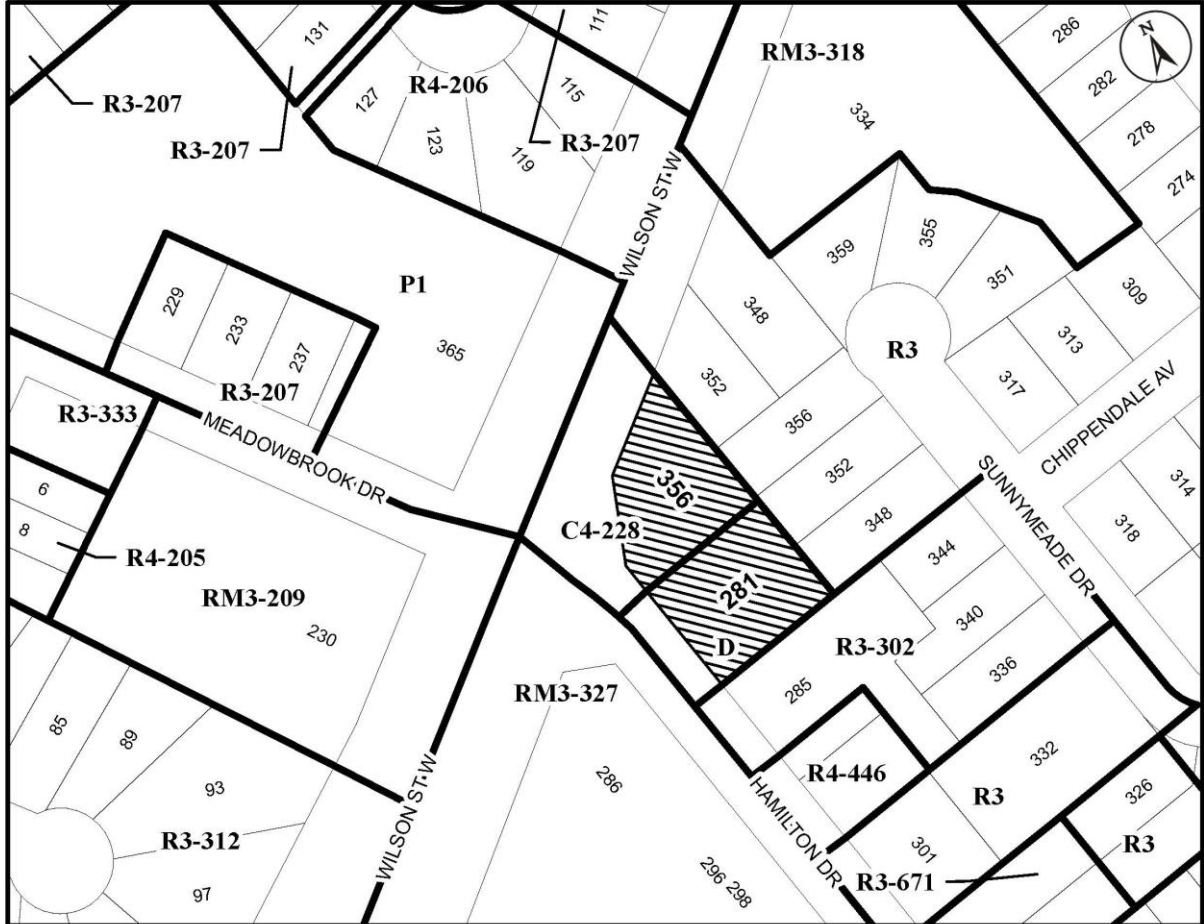 131
111
286
N
RM3-318
R4-206
115
127
R3-207
282
334
123
R3-207
R3-207
119
278
274
WILSON ST W
355
359
351
P1
229
309
348
233
313
365
R3
237
317
352
R3-207
R3-333
356
CHIPPENDALE AV
MEADOWBROOK DR
352
SUNNYMEADE DR
314
6
356
348
318
8
C4-228
R4-205
344
281
RM3-209
340
230
D
R3-302
336
285
RM3-327
85
89
332
286
R4-446
93
326
R3
WILSON ST W
HAMILTON DR
R3-312
301
R3
296 298
R3-671
97